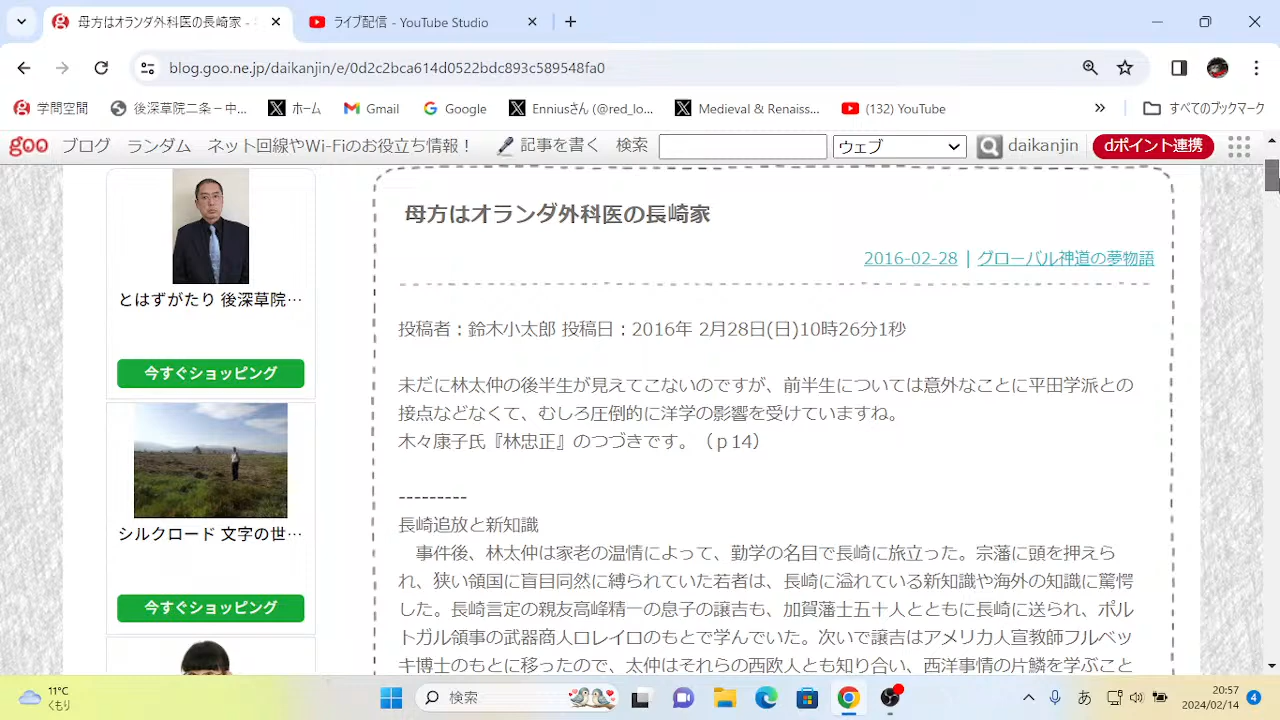 母方はオランダ外科医の長崎家 -
ライブ配信 - YouTube Studio
blog.goo.ne.jp/daikanjin/e/0d2c2bca614d0522bdc893c589548fa0
学問空間
後深草院二条－中...
ホーム
Gmail
Google
Enniusさん (@red_lo...
Medieval & Renaiss...
(132) YouTube
すべてのブックマーク
goo ブログ ランダム ネット回線やWi-Fiのお役立ち情報！ 記事を書く 検索 ウェブ daikanjin dポイント連携
とはずがたり 後深草院…
今すぐショッピング
シルクロード 文字の世…
今すぐショッピング
母方はオランダ外科医の長崎家
2016-02-28 | グローバル神道の夢物語
投稿者：鈴木小太郎 投稿日：2016年 2月28日(日)10時26分1秒
未だに林太仲の後半生が見えてこないのですが、前半生については意外なことに平田学派との
接点などなくて、むしろ圧倒的に洋学の影響を受けていますね。
木々康子氏『林忠正』のつづきです。（ｐ14）
---------
長崎追放と新知識
　事件後、林太仲は家老の温情によって、勤学の名目で長崎に旅立った。宗藩に頭を押えら
れ、狭い領国に盲目同然に縛られていた若者は、長崎に溢れている新知識や海外の知識に驚愕
した。長崎言定の親友高峰精一の息子の譲吉も、加賀藩士五十人とともに長崎に送られ、ポル
トガル領事の武器商人ロレイロのもとで学んでいた。次いで譲吉はアメリカ人宣教師フルベッ
キ博士のもとに移ったので、太仲はそれらの西欧人とも知り合い、西洋事情の片鱗を学ぶこと
11°C
くもり
検索
あ
20:57
2024/02/14
4